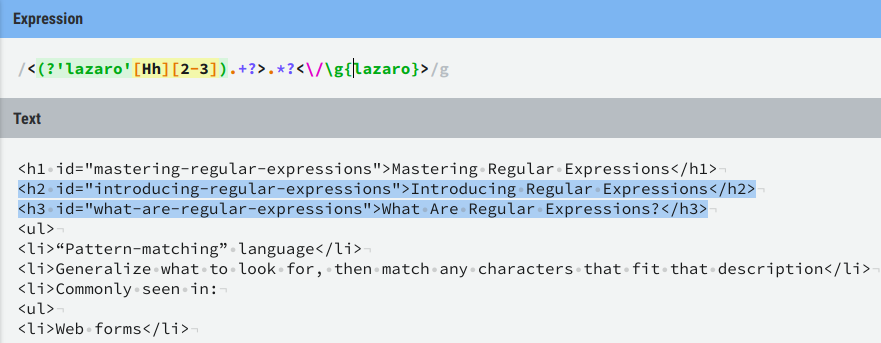 Expression
/<(?'lazaro'[Hh][2-3]).+?>.*?<\/\g{lazaro}>/g
Text
<h1 id="mastering-regular-expressions">Mastering Regular Expressions</h1>
<h2 id="introducing-regular-expressions">Introducing Regular Expressions</h2>
<h3 id="what-are-regular-expressions">What Are Regular Expressions?</h3>
<ul>
<li>“Pattern-matching” language</li>
<li>Generalize what to look for, then match any characters that fit that description</li>
<li>Commonly seen in:
<ul>
<li>Web forms</li>